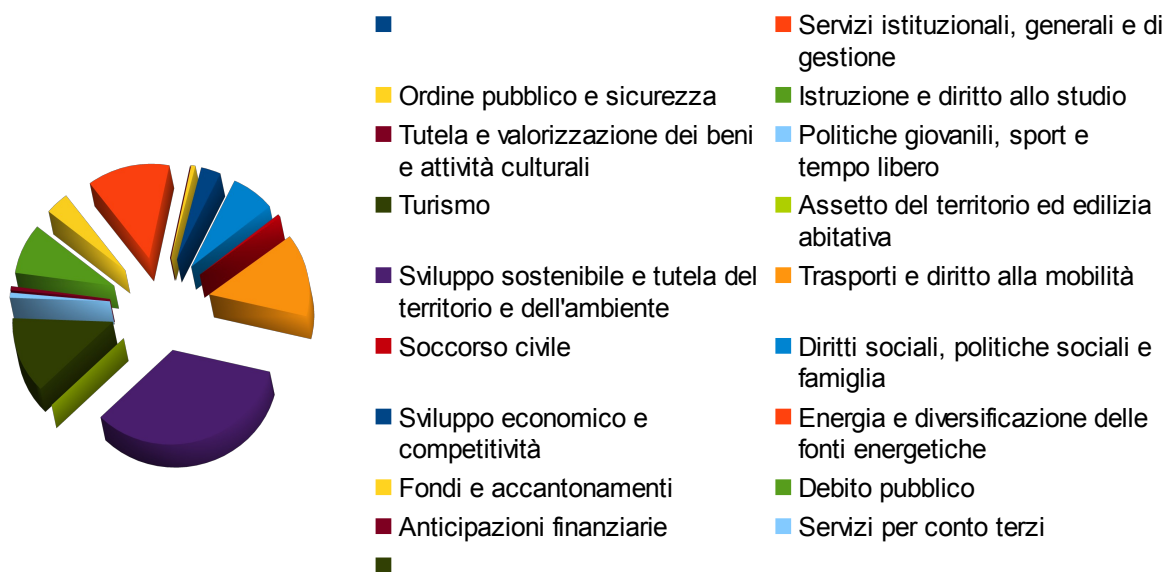 Servizi istituzionali, generali e di
gestione
Ordine pubblico e sicurezza
Istruzione e diritto allo studio
Tutela e valorizzazione dei beni
e attività culturali
Politiche giovanili, sport e
tempo libero
Turismo
Assetto del territorio ed edilizia
abitativa
Sviluppo sostenibile e tutela del
territorio e dell'ambiente
Trasporti e diritto alla mobilità
Soccorso civile
Diritti sociali, politiche sociali e
famiglia
Sviluppo economico e
competitività
Energia e diversificazione delle
fonti energetiche
Fondi e accantonamenti
Debito pubblico
Anticipazioni finanziarie
Servizi per conto terzi